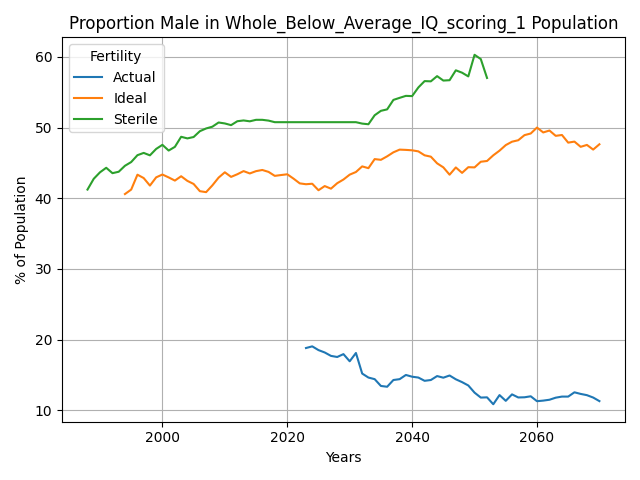 Proportion Male in Whole_Below_Average_IQ_scoring_1 Population
Fertility
Actual
Ideal
Sterile
% of Population
60
50
40
30
20
10
2000
2020
2040
2060
Years